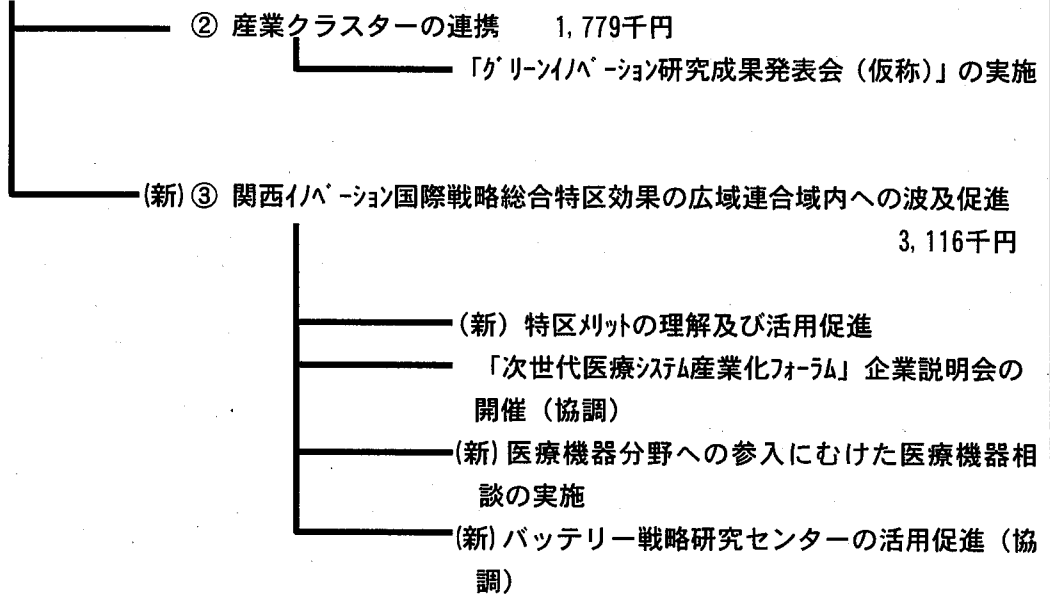 ② 産業クラスターの連携　1,779千円
「グリーンイノベーション研究成果発表会（仮称）」の実施
(新) ③ 関西イノベーション国際戦略総合特区効果の広域連合域内への波及促進
3,116千円
（新）特区メリットの理解及び活用促進
「次世代医療システム産業化フォーラム」企業説明会の
開催（協調）
(新) 医療機器分野への参入にむけた医療機器相
談の実施
(新) バッテリー戦略研究センターの活用促進（協
調）